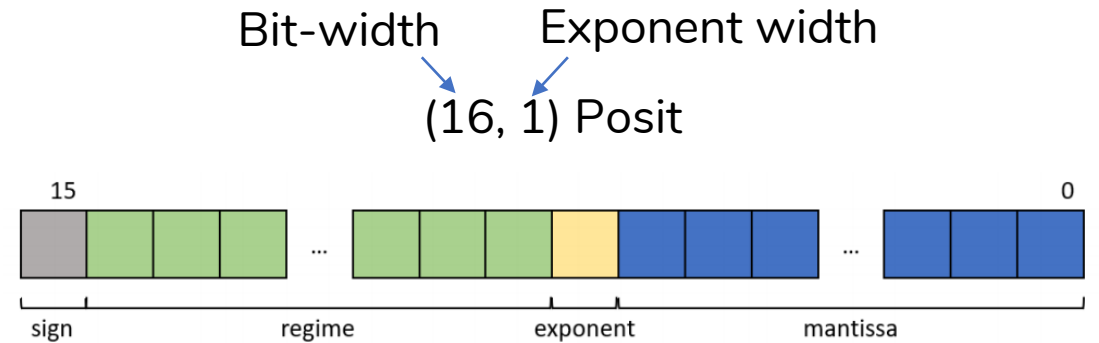 Bit-width Exponent width
(16, 1) Posit
15 0
... ...
sign regime exponent mantissa